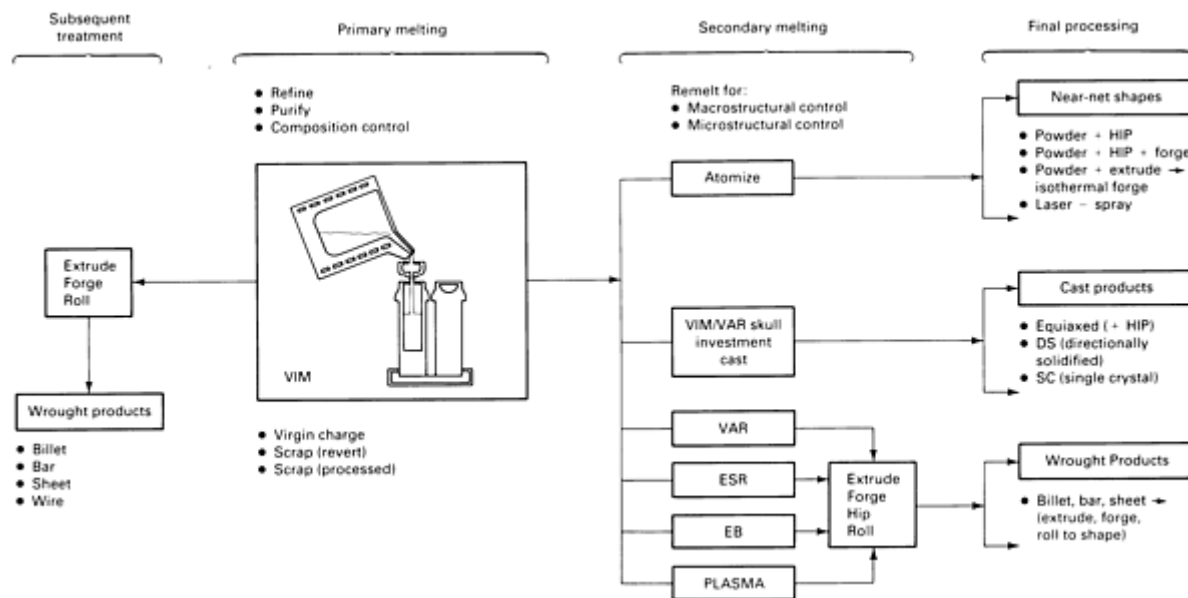 Subsequent
treatment
Primary melting
Secondary melting
Final processing
● Refine
● Purify
● Composition control
Remelt for:
● Macrostructural control
● Microstructural control
Near-net shapes
● Powder + HIP
● Powder + HIP + forge
● Powder + extrude →
isothermal forge
● Laser – spray
Atomize
Extrude
Forge
Roll
VIM
VIM/VAR skull
investment
cast
Cast products
● Equiaxed (+ HIP)
● DS (directionally
solidified)
● SC (single crystal)
Wrought products
● Billet
● Bar
● Sheet
● Wire
● Virgin charge
● Scrap (revert)
● Scrap (processed)
VAR
ESR
EB
PLASMA
Extrude
Forge
Hip
Roll
Wrought Products
● Billet, bar, sheet →
(extrude, forge,
roll to shape)